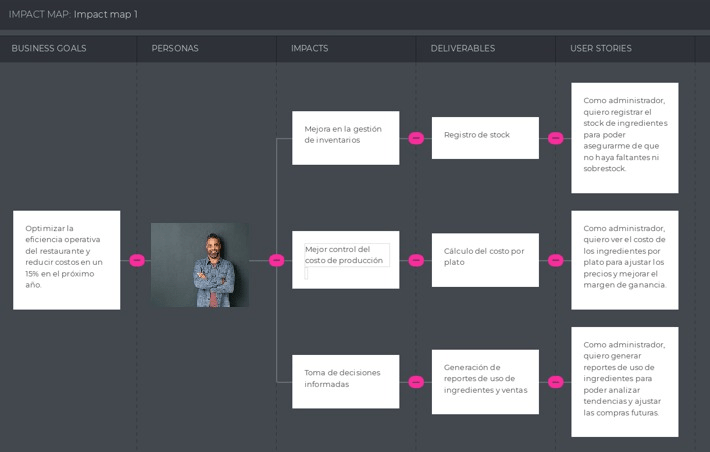 IMPACT MAP: Impact map 1
BUSINESS GOALS
PERSONAS
IMPACTS
DELIVERABLES
USER STORIES
Optimizar la
eficiencia operativa
del restaurante y
reducir costos en un
15% en el próximo
año.
Mejora en la gestión
de inventarios
Registro de stock
Como administrador,
quiero registrar el
stock de ingredientes
para poder
asegurarme de que
no haya faltantes ni
sobrestock.
Mejor control del
costo de producción
Cálculo del costo por
plato
Como administrador,
quiero ver el costo de
los ingredientes por
plato para ajustar los
precios y mejorar el
margen de ganancia.
Toma de decisiones
informadas
Generación de
reportes de uso de
ingredientes y ventas
Como administrador,
quiero generar
reportes de uso de
ingredientes para
poder analizar
tendencias y ajustar
las compras futuras.